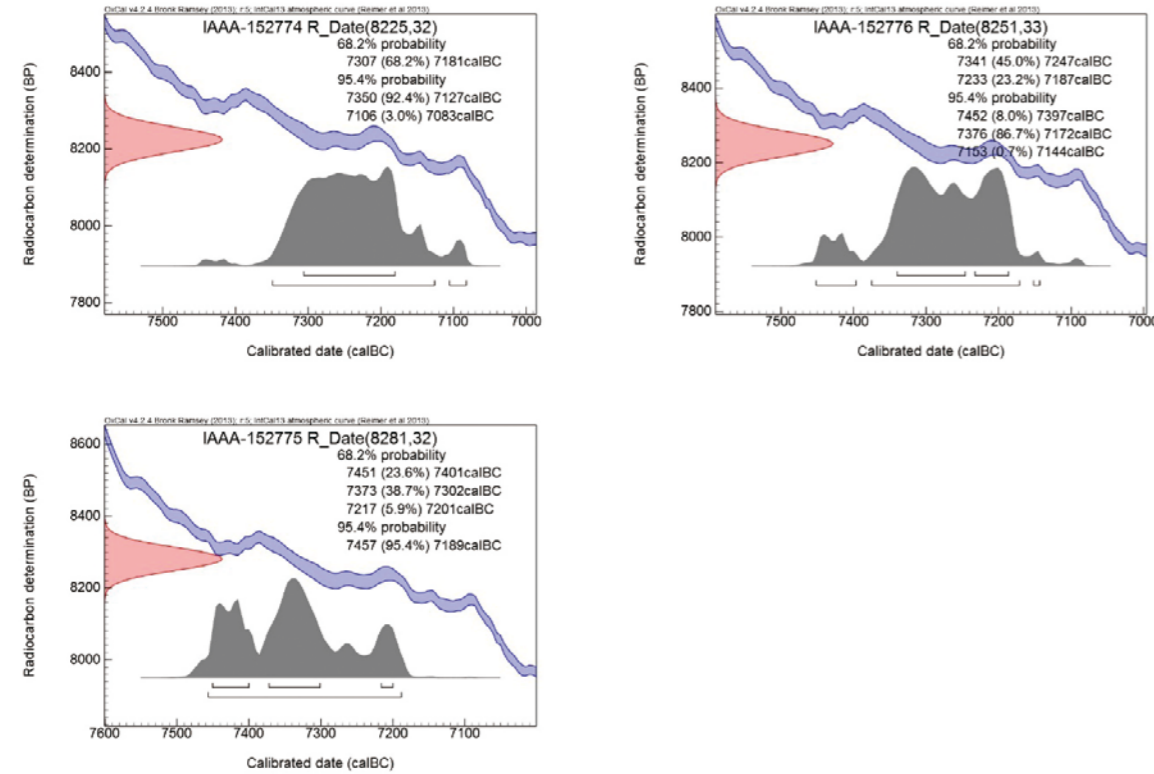 OxCal v4.2.4 Bronk Ramsey (2013); r:5; IntCal13 atmospheric curve (Reimer et al 2013)
IAAA-152774 R_Date(8225,32)
68.2% probability
7307 (68.2%) 7181calBC
95.4% probability
7350 (92.4%) 7127calBC
7106 (3.0%) 7083calBC
Radiocarbon determination (BP)
8400
8200
8000
7800
7500 7400 7300 7200 7100 7000
Calibrated date (calBC)
OxCal v4.2.4 Bronk Ramsey (2013); r:5; IntCal13 atmospheric curve (Reimer et al 2013)
IAAA-152776 R_Date(8251,33)
68.2% probability
7341 (45.0%) 7247calBC
7233 (23.2%) 7187calBC
95.4% probability
7452 (8.0%) 7397calBC
7376 (86.7%) 7172calBC
7153 (0.7%) 7144calBC
Radiocarbon determination (BP)
8400
8200
8000
7800
7500 7400 7300 7200 7100 7000
Calibrated date (calBC)
OxCal v4.2.4 Bronk Ramsey (2013); r:5; IntCal13 atmospheric curve (Reimer et al 2013)
IAAA-152775 R_Date(8281,32)
68.2% probability
7451 (23.6%) 7401calBC
7373 (38.7%) 7302calBC
7217 (5.9%) 7201calBC
95.4% probability
7457 (95.4%) 7189calBC
Radiocarbon determination (BP)
8600
8400
8200
8000
7600 7500 7400 7300 7200 7100
Calibrated date (calBC)